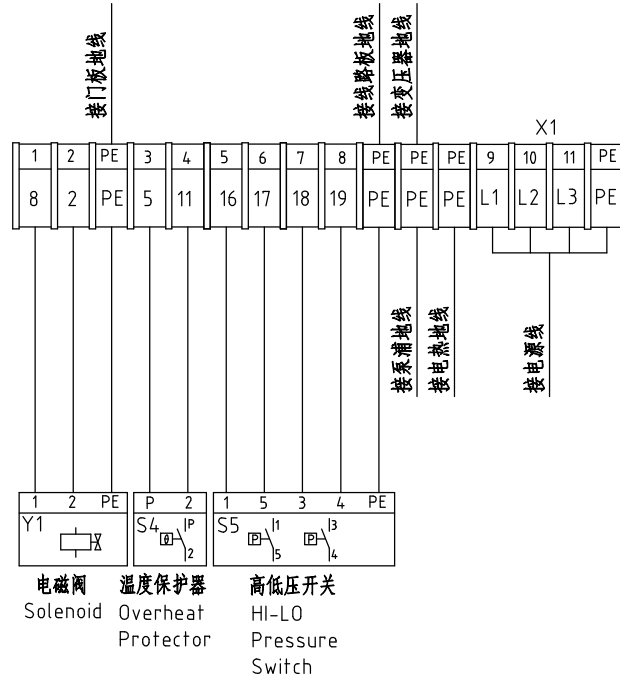 接门板地线
接线路板地线
接变压器地线
X1
1 2 PE 3 4 5 6 7 8 PE PE PE 9 10 11 PE
8 2 PE 5 11 16 17 18 19 PE PE PE L1 L2 L3 PE
接泵浦地线
接电热地线
接电源线
1 2 PE P 2 1 5 3 4 PE
Y1 S4 θ P 2 S5 P 1 5 P 3 4
电磁阀 温度保护器 高低压开关
Solenoid Overheat HI-LO
Protector Pressure
Switch